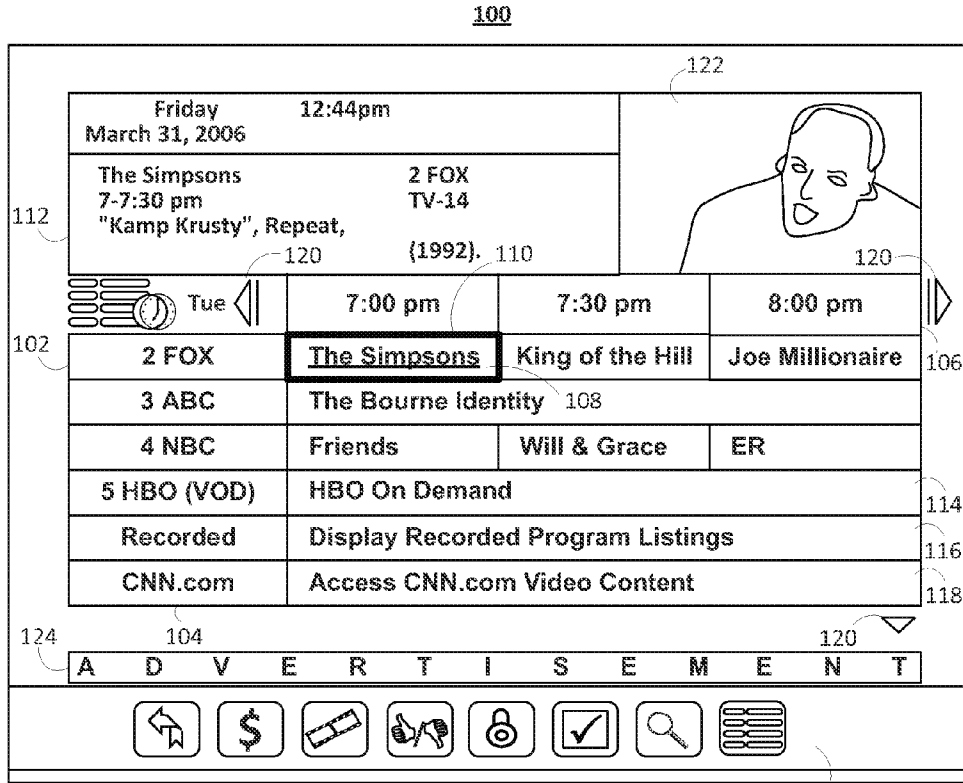 100
122
Friday 12:44pm
March 31, 2006
The Simpsons 2 FOX
7-7:30 pm TV-14
"Kamp Krusty", Repeat,
(1992).
112
120
110
120
Tue 7:00 pm 7:30 pm 8:00 pm
102
2 FOX The Simpsons King of the Hill Joe Millionaire
106
3 ABC The Bourne Identity
108
4 NBC Friends Will & Grace ER
5 HBO (VOD) HBO On Demand
114
Recorded Display Recorded Program Listings
116
CNN.com Access CNN.com Video Content
118
104
120
124
A D V E R T I S E M E N T
$